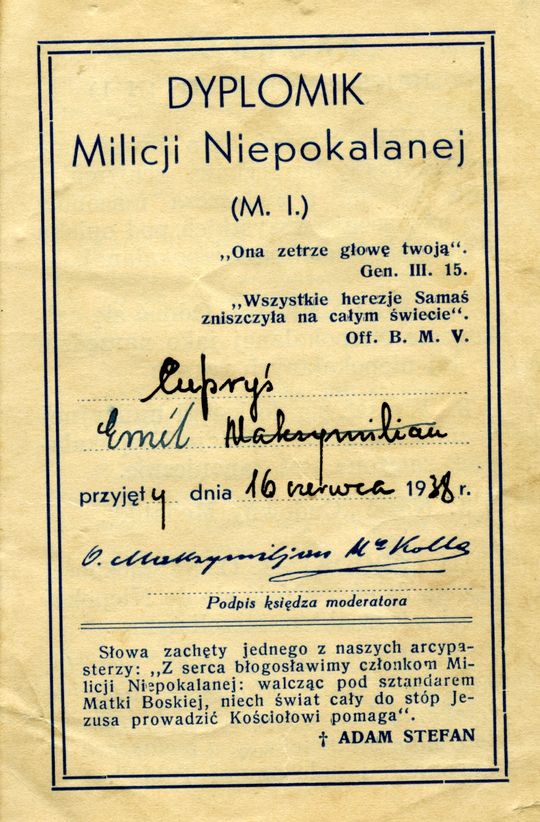 DYPLOMIK
Milicji Niepokalanej
(M. I.)
„Ona zetrze głowę twoją“.
Gen. III. 15.
„Wszystkie herezje Samaś
zniszczyła na całym świecie“.
Off. B. M. V.
Cupryś
Emil Maksymilian
przyjęty dnia 16 czerwca 1938 r.
O. Maksymiljan Mª Kolbe
Podpis księdza moderatora
Słowa zachęty jednego z naszych arcypa-
sterzy: „Z serca błogosławimy członkom Mi-
licji Niepokalanej: walcząc pod sztandarem
Matki Boskiej, niech świat cały do stóp Je-
zusa prowadzić Kościołowi pomaga“.
† ADAM STEFAN